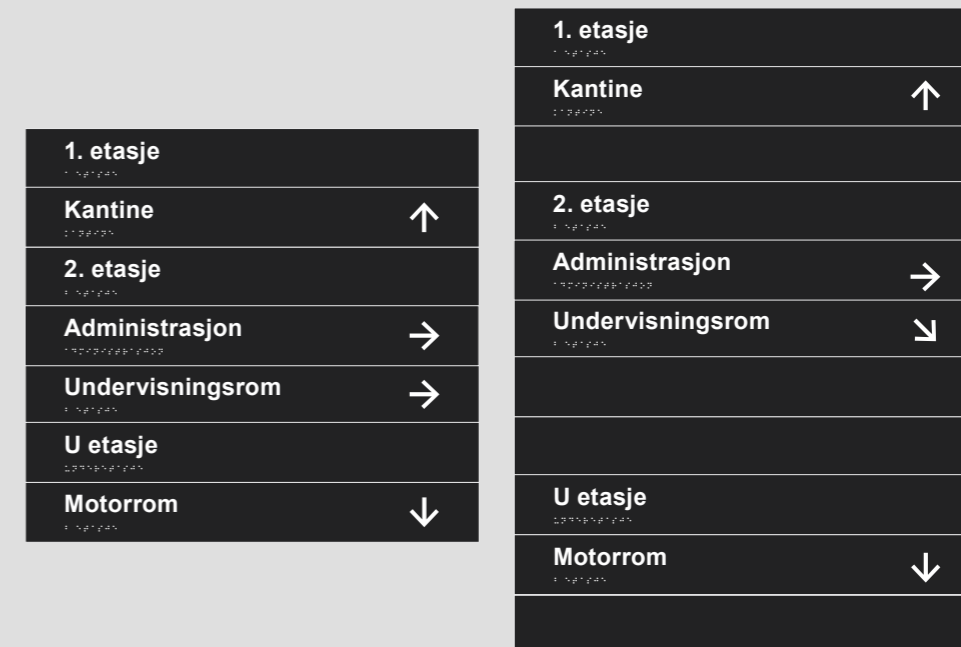 1. etasje
Kantine
2. etasje
Administrasjon
Undervisningsrom
U etasje
Motorrom
1. etasje
Kantine
2. etasje
Administrasjon
Undervisningsrom
U etasje
Motorrom